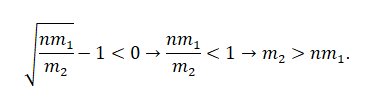 √(nm₁/m₂) − 1 < 0 → nm₁/m₂ < 1 → m₂ > nm₁.